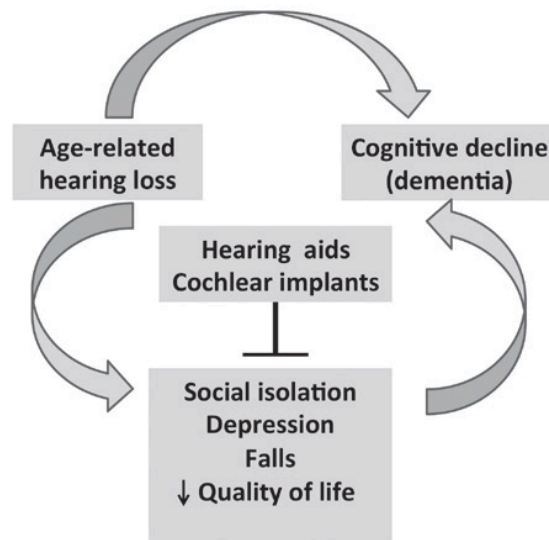 Age-related
hearing loss
Cognitive decline
(dementia)
Hearing aids
Cochlear implants
Social isolation
Depression
Falls
↓ Quality of life